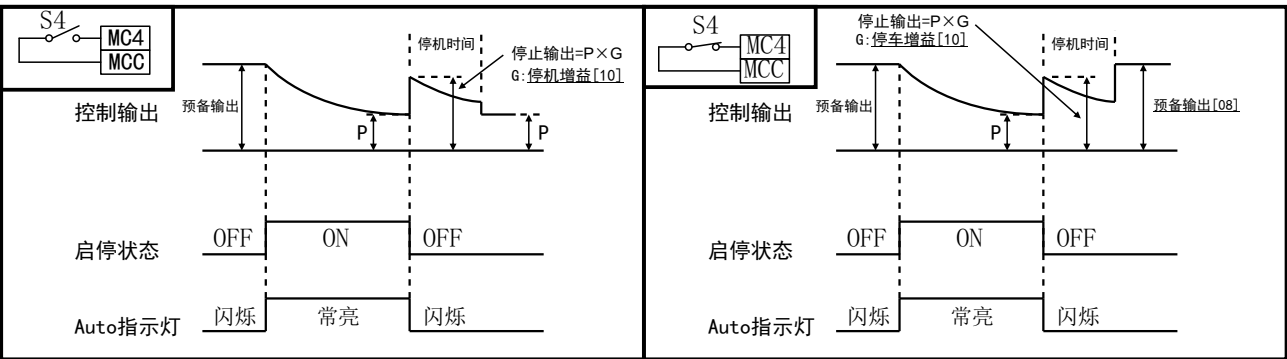 S4
MC4
MCC
停机时间
停止输出=P×G
G:停机增益[10]
控制输出
预备输出
P
P
启停状态
OFF
ON
OFF
Auto指示灯
闪烁
常亮
闪烁
S4
MC4
MCC
停止输出=P×G
G:停车增益[10]
停机时间
控制输出
预备输出
P
预备输出[08]
启停状态
OFF
ON
OFF
Auto指示灯
闪烁
常亮
闪烁